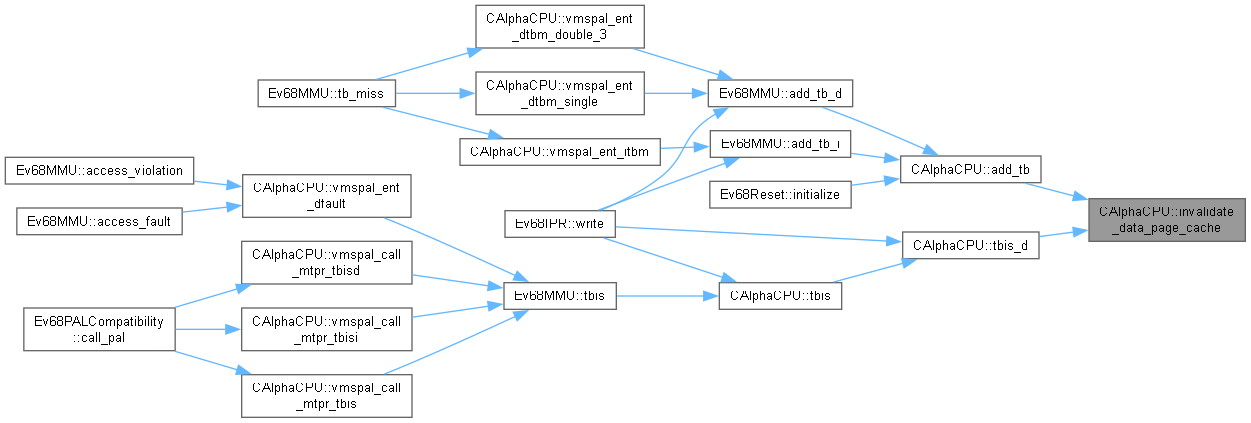 CAlphaCPU::vmspal_ent
_dtbm_double_3
Ev68MMU::tb_miss
CAlphaCPU::vmspal_ent
_dtbm_single
Ev68MMU::add_tb_d
CAlphaCPU::vmspal_ent_itbm
Ev68MMU::add_tb_i
Ev68MMU::access_violation
CAlphaCPU::vmspal_ent
_dfault
CAlphaCPU::add_tb
Ev68Reset::initialize
Ev68MMU::access_fault
Ev68IPR::write
CAlphaCPU::invalidate
_data_page_cache
CAlphaCPU::vmspal_call
_mtpr_tbisd
CAlphaCPU::tbis_d
Ev68MMU::tbis
CAlphaCPU::tbis
Ev68PALCompatibility
::call_pal
CAlphaCPU::vmspal_call
_mtpr_tbisi
CAlphaCPU::vmspal_call
_mtpr_tbis